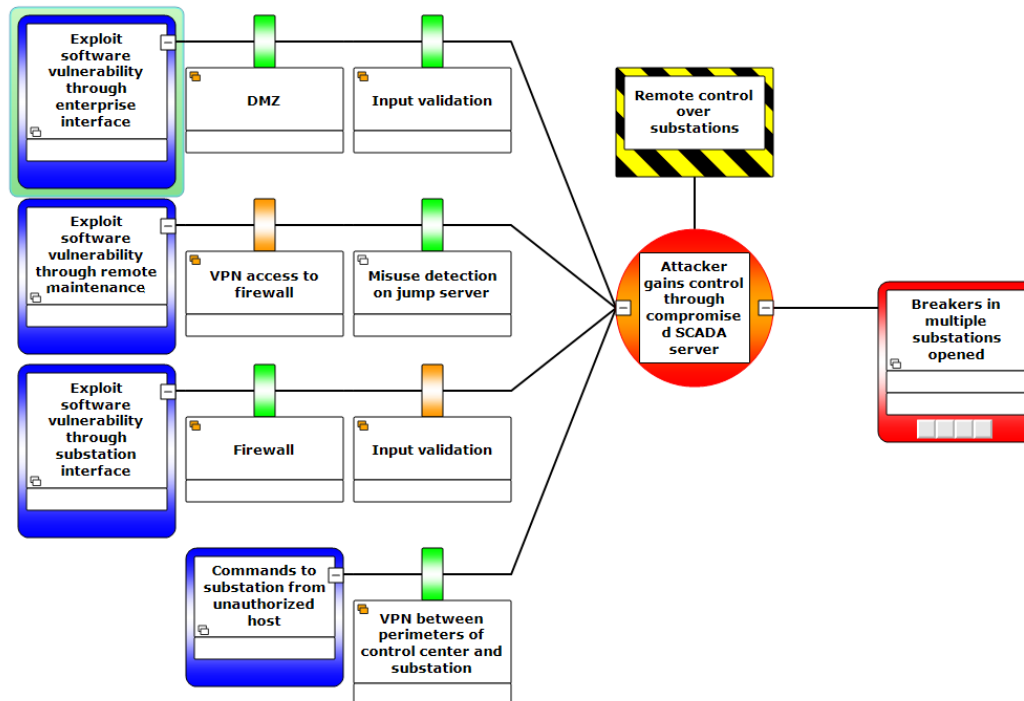 Exploit
software
vulnerability
through
enterprise
interface
DMZ
Input validation
Remote control
over
substations
Exploit
software
vulnerability
through remote
maintenance
VPN access to
firewall
Misuse detection
on jump server
Attacker
gains control
through
compromise
d SCADA
server
Breakers in
multiple
substations
opened
Exploit
software
vulnerability
through
substation
interface
Firewall
Input validation
Commands to
substation from
unauthorized
host
VPN between
perimeters of
control center and
substation